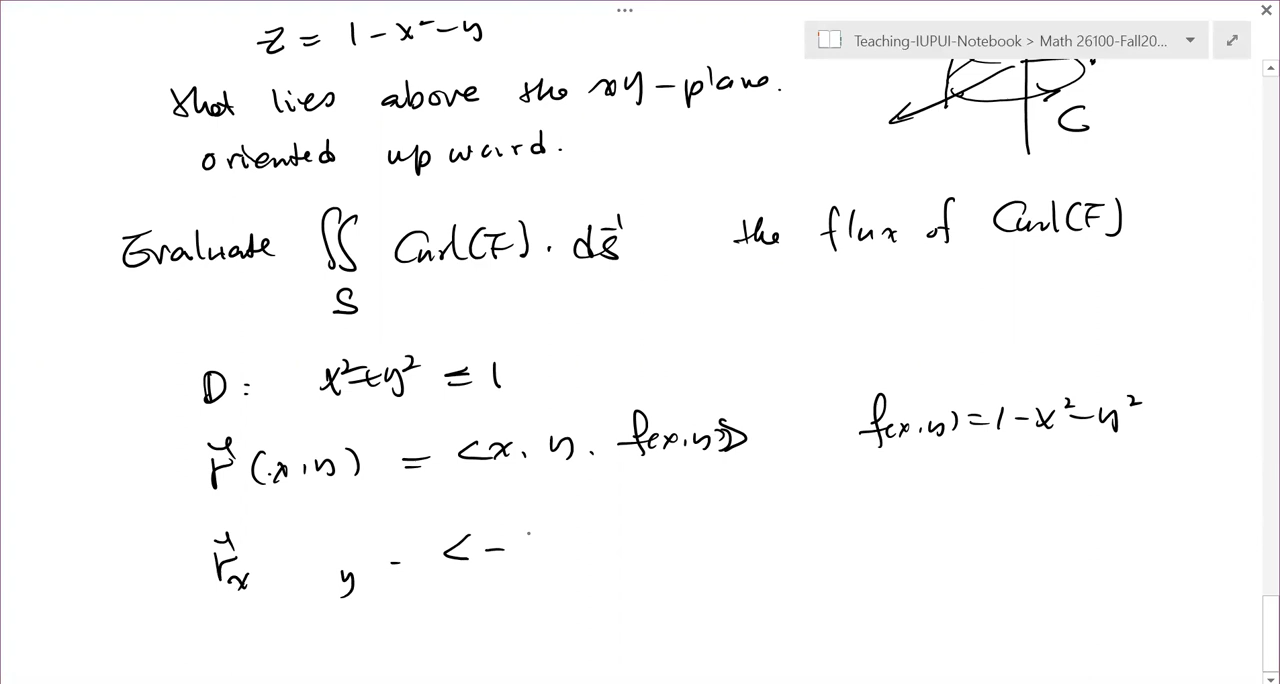 Teaching-IUPUI-Notebook > Math 26100-Fall20...
z = 1 - x² - y
that lies above the xy-plane.
oriented upward.
C
Evaluate ∬ Curl(F) . ds⃗ the flux of Curl(F)
S
D: x² + y² ≤ 1
r⃗ (x, y) = <x, y, f(x,y)> f(x,y) = 1 - x² - y²
r⃗x y - < -